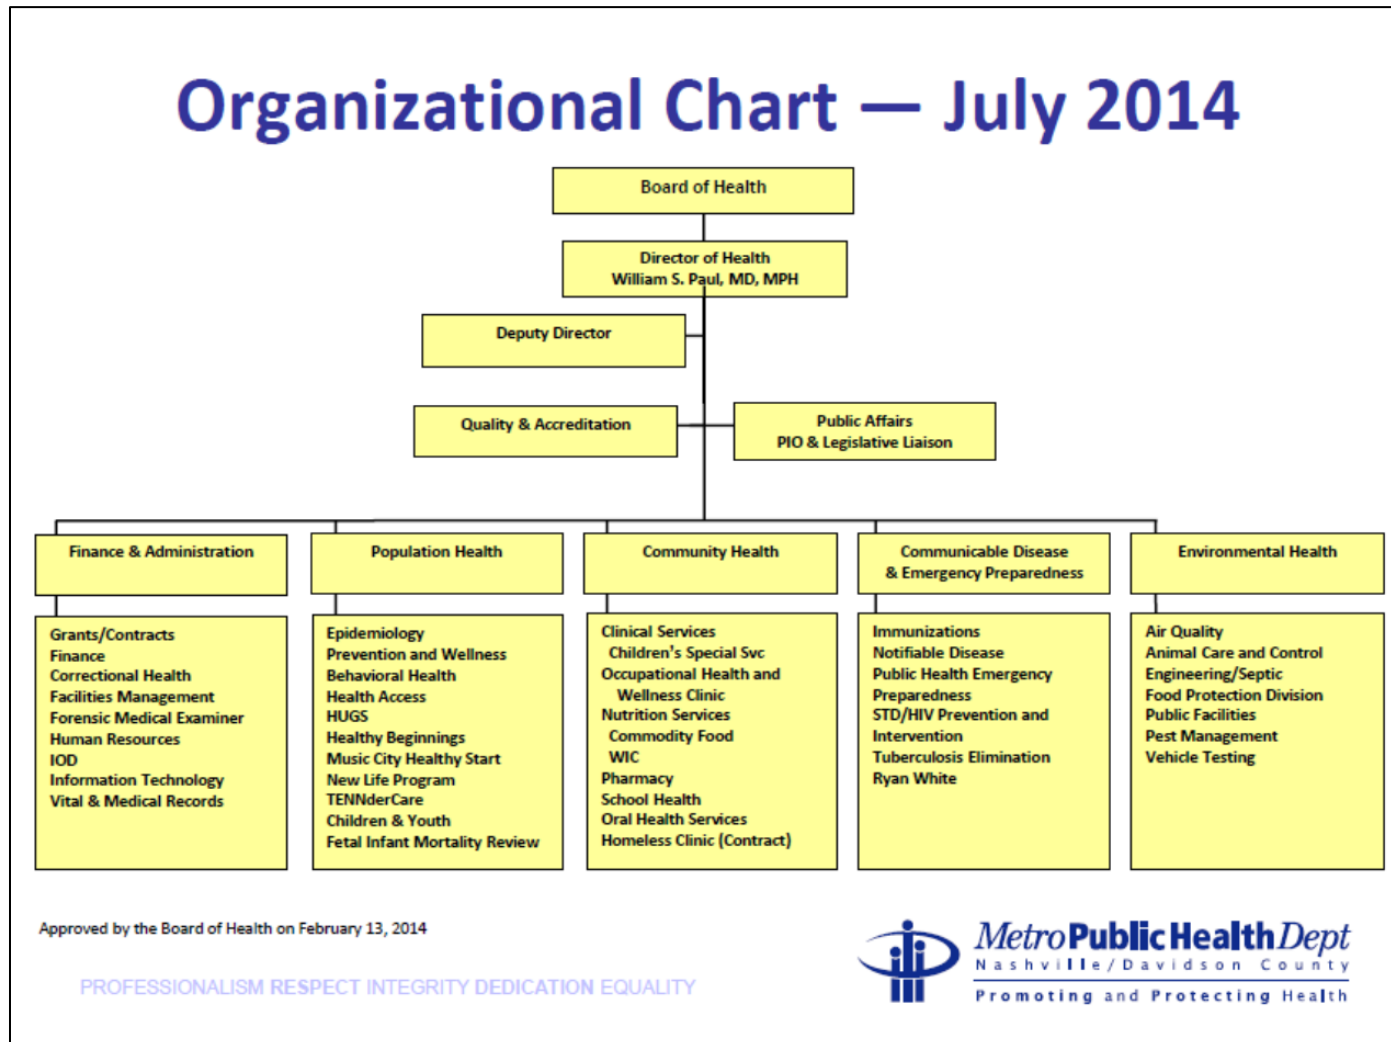 Organizational Chart — July 2014
Board of Health
Director of Health
William S. Paul, MD, MPH
Deputy Director
Quality & Accreditation
Public Affairs
PIO & Legislative Liaison
Finance & Administration
Grants/Contracts
Finance
Correctional Health
Facilities Management
Forensic Medical Examiner
Human Resources
IOD
Information Technology
Vital & Medical Records
Population Health
Epidemiology
Prevention and Wellness
Behavioral Health
Health Access
HUGS
Healthy Beginnings
Music City Healthy Start
New Life Program
TENNderCare
Children & Youth
Fetal Infant Mortality Review
Community Health
Clinical Services
Children's Special Svc
Occupational Health and
Wellness Clinic
Nutrition Services
Commodity Food
WIC
Pharmacy
School Health
Oral Health Services
Homeless Clinic (Contract)
Communicable Disease
& Emergency Preparedness
Immunizations
Notifiable Disease
Public Health Emergency
Preparedness
STD/HIV Prevention and
Intervention
Tuberculosis Elimination
Ryan White
Environmental Health
Air Quality
Animal Care and Control
Engineering/Septic
Food Protection Division
Public Facilities
Pest Management
Vehicle Testing
Approved by the Board of Health on February 13, 2014
PROFESSIONALISM RESPECT INTEGRITY DEDICATION EQUALITY
Metro Public Health Dept
Nashville/Davidson County
Promoting and Protecting Health